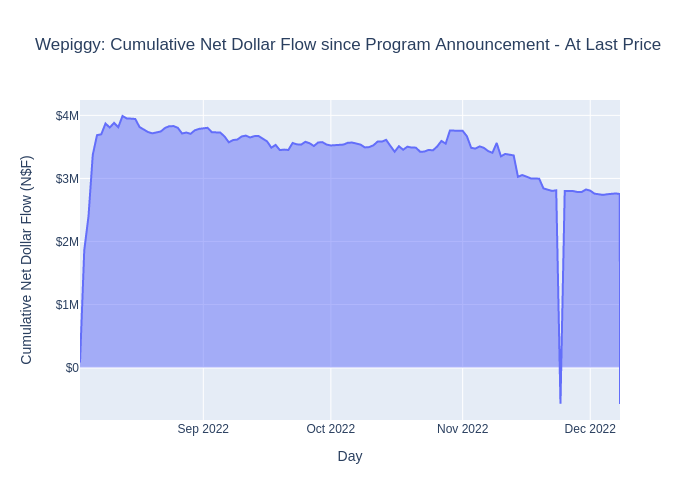 Wepiggy: Cumulative Net Dollar Flow since Program Announcement - At Last Price
Cumulative Net Dollar Flow (N$F)
$4M
$3M
$2M
$1M
$0
Sep 2022
Oct 2022
Nov 2022
Dec 2022
Day